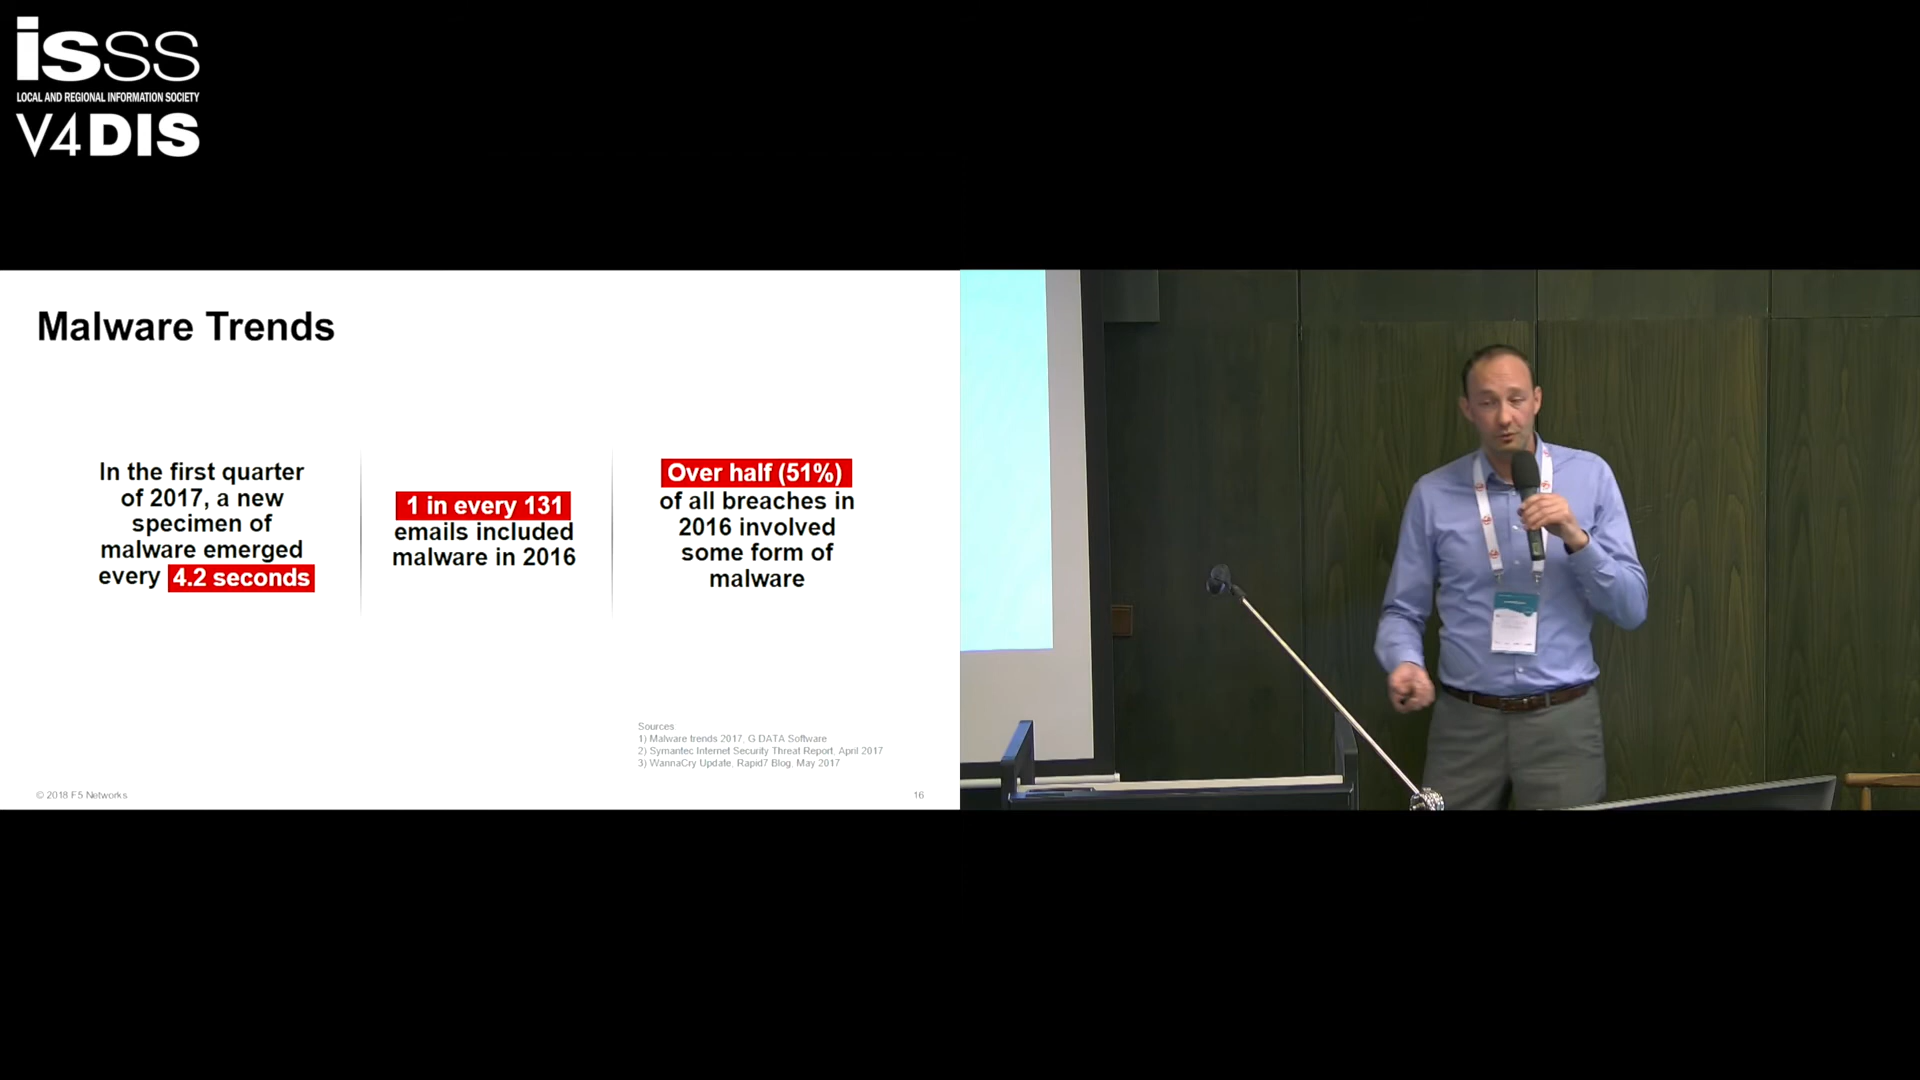 isss
LOCAL AND REGIONAL INFORMATION SOCIETY
V4DIS
Malware Trends
In the first quarter
of 2017, a new
specimen of
malware emerged
every 4.2 seconds
1 in every 131
emails included
malware in 2016
Over half (51%)
of all breaches in
2016 involved
some form of
malware
Sources
1) Malware trends 2017, G DATA Software
2) Symantec Internet Security Threat Report, April 2017
3) WannaCry Update, Rapid7 Blog, May 2017
© 2018 F5 Networks
16